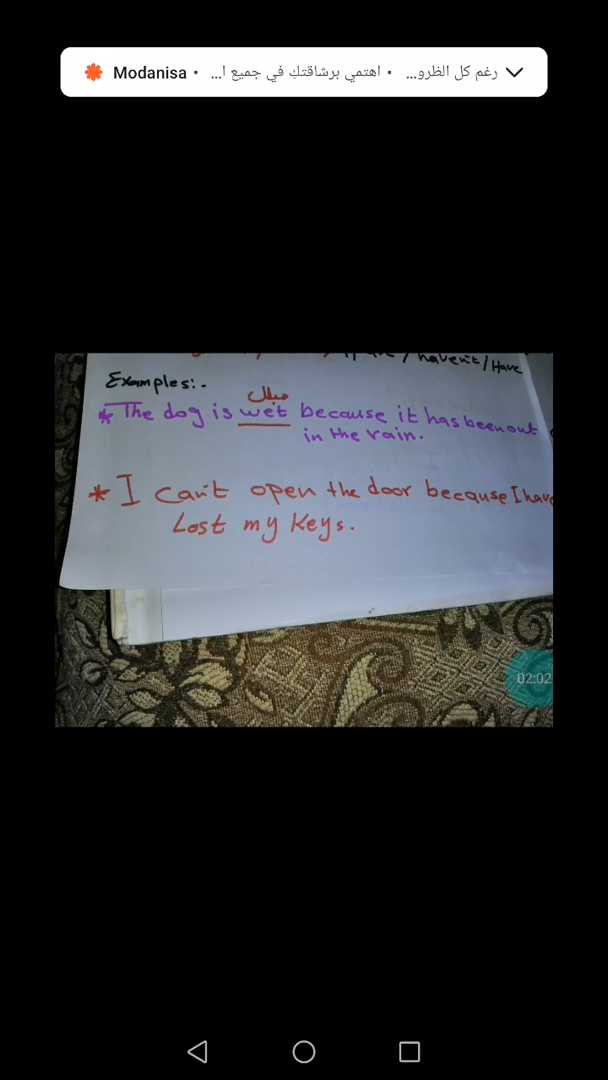 Modanisa • رغم كل الظرو... • اهتمي برشاقتكِ في جميع ا...
/ haven't / Have
Examples:-
مبلل
* The dog is wet because it has been out
in the rain.
* I can't open the door because I have
Lost my Keys.
02:02